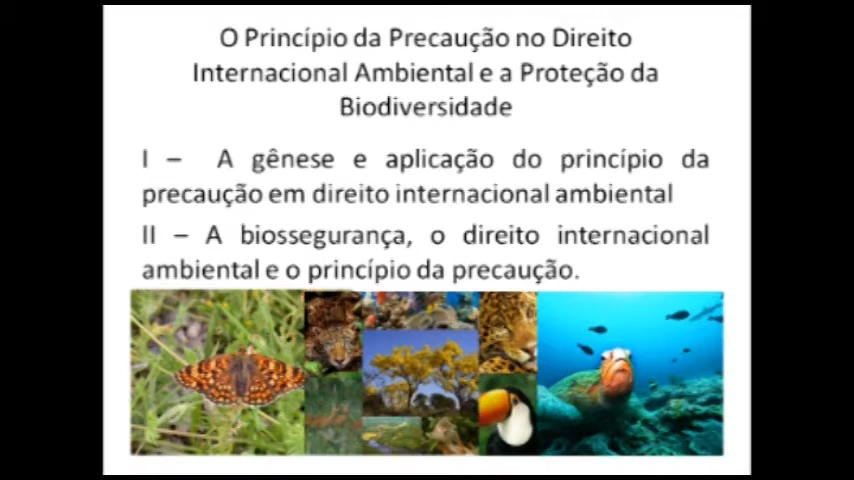 O Princípio da Precaução no Direito
Internacional Ambiental e a Proteção da
Biodiversidade
I – A gênese e aplicação do princípio da
precaução em direito internacional ambiental
II – A biossegurança, o direito internacional
ambiental e o princípio da precaução.